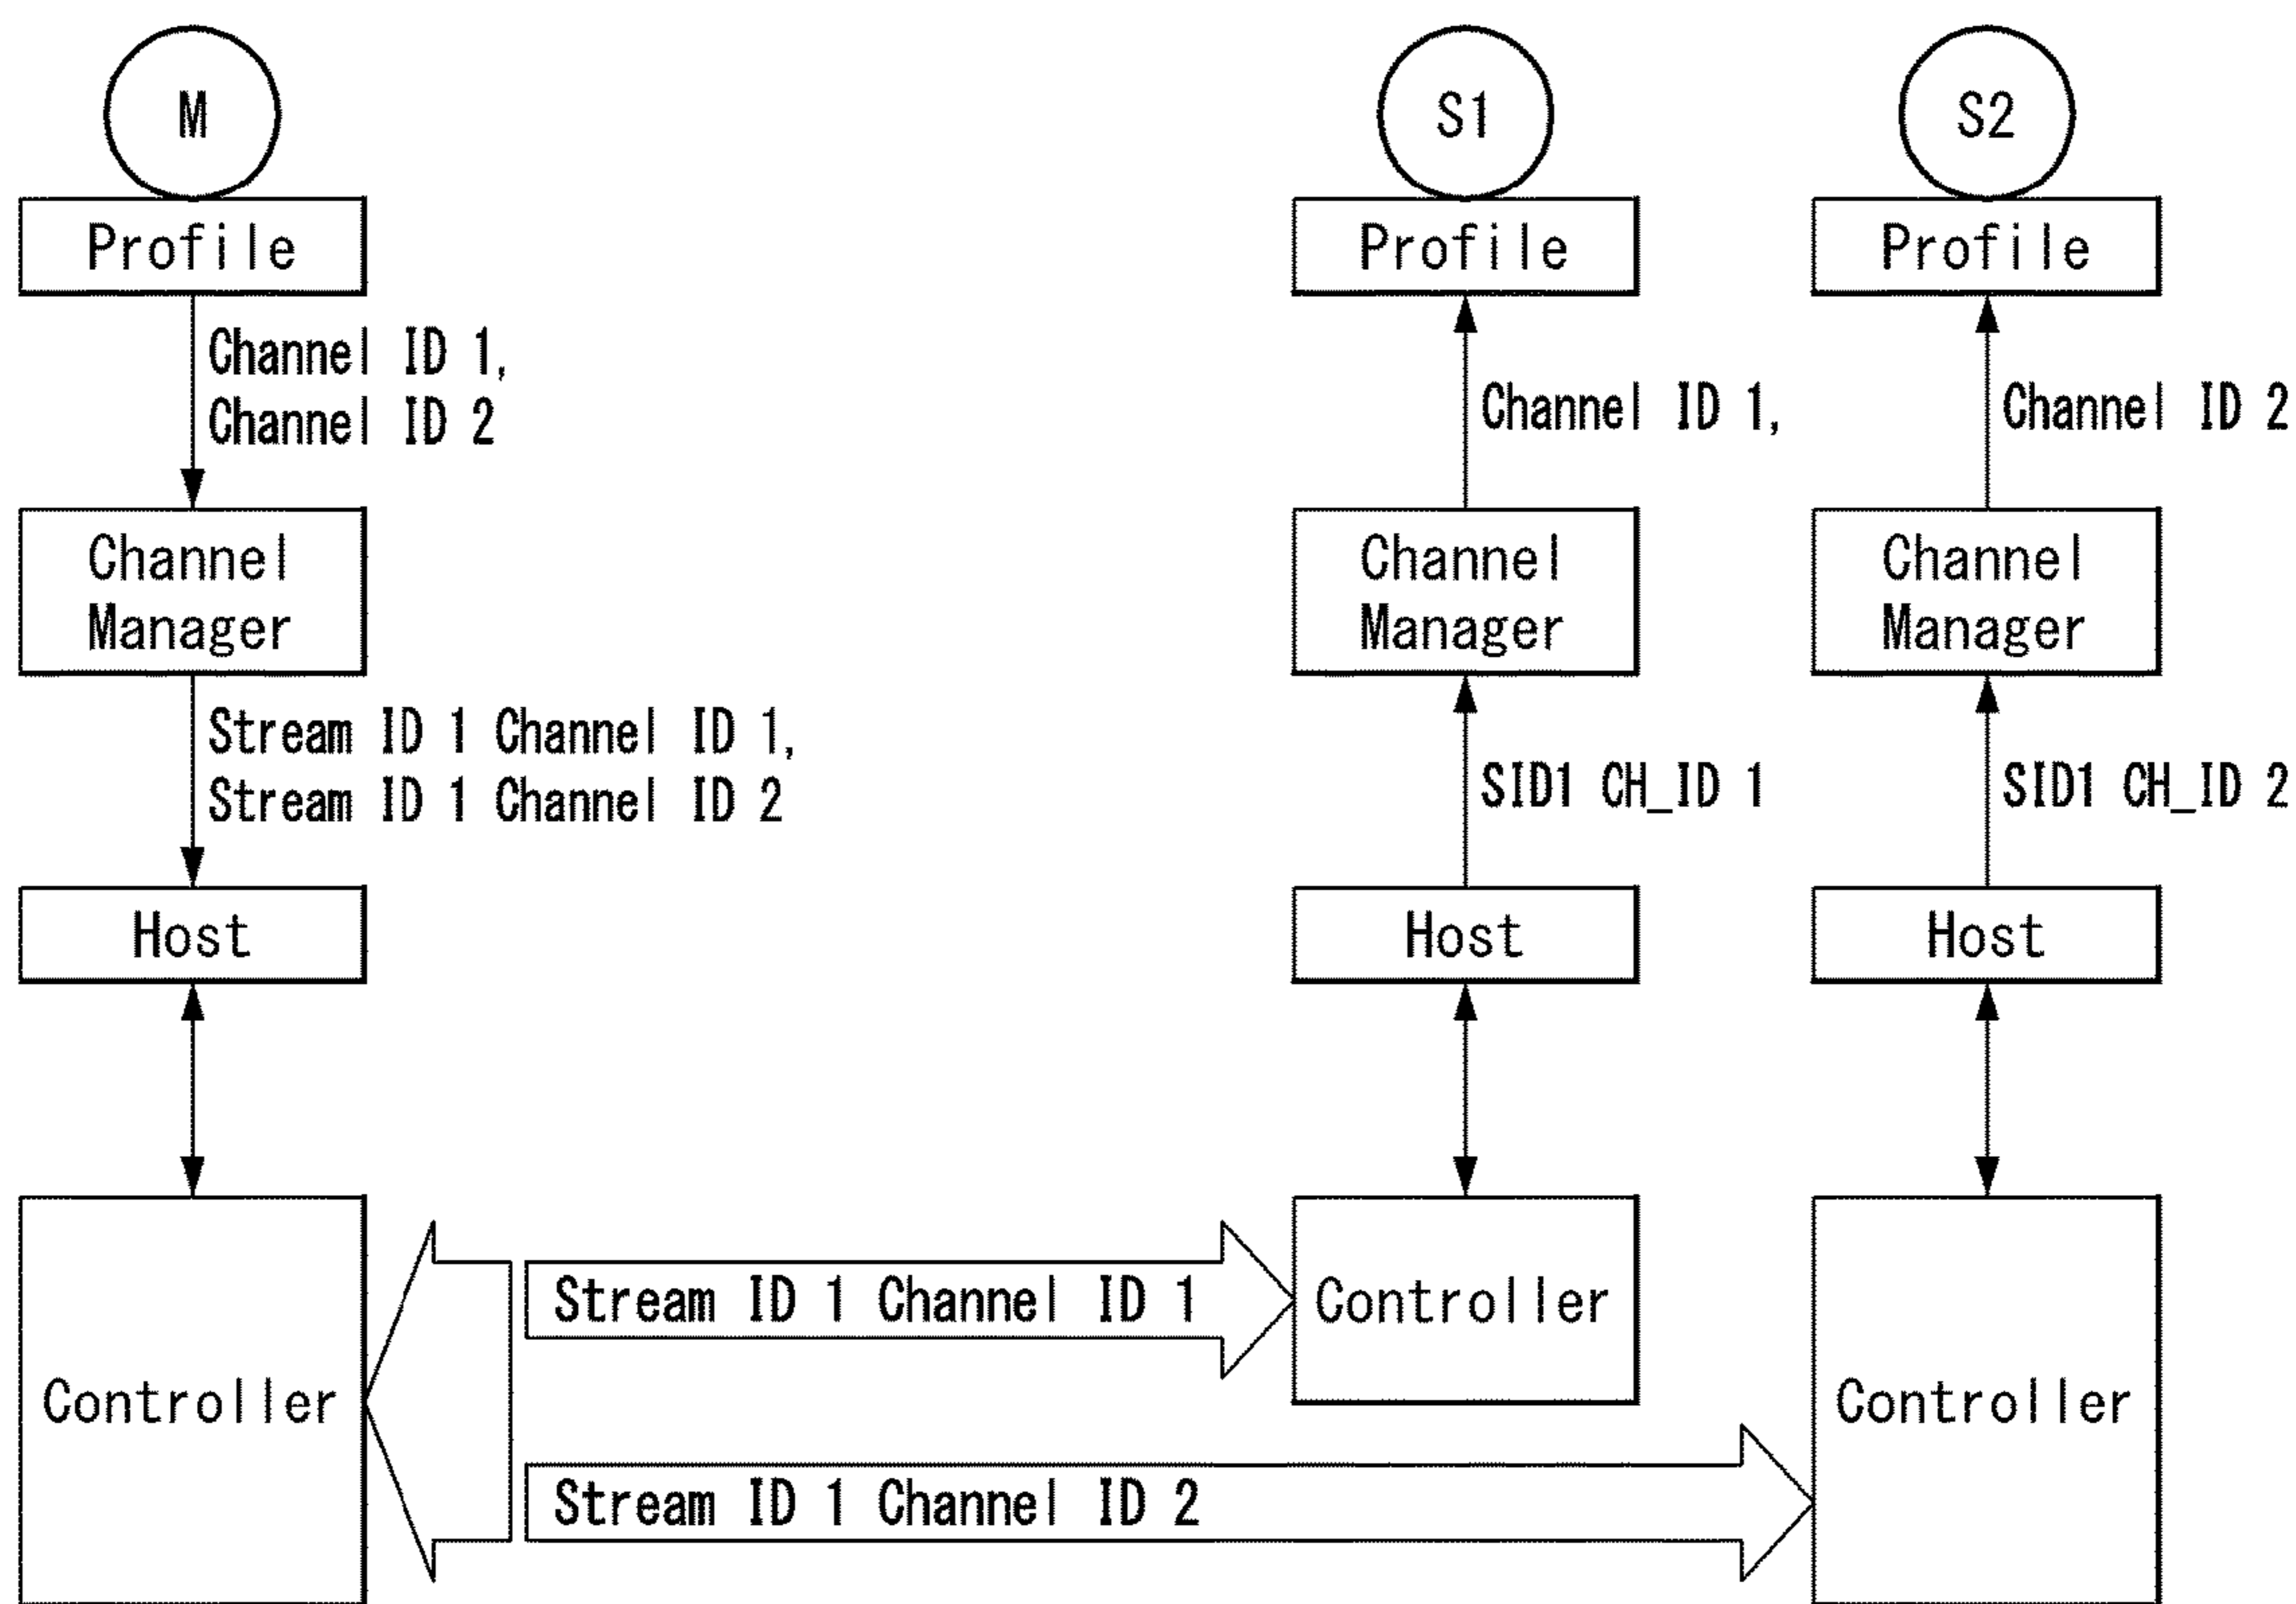 M
S1
S2
Profile
Profile
Profile
Channel ID 1,
Channel ID 2
Channel ID 1,
Channel ID 2
Channel
Manager
Channel
Manager
Channel
Manager
Stream ID 1 Channel ID 1,
Stream ID 1 Channel ID 2
SID1 CH_ID 1
SID1 CH_ID 2
Host
Host
Host
Controller
Stream ID 1 Channel ID 1
Controller
Stream ID 1 Channel ID 2
Controller